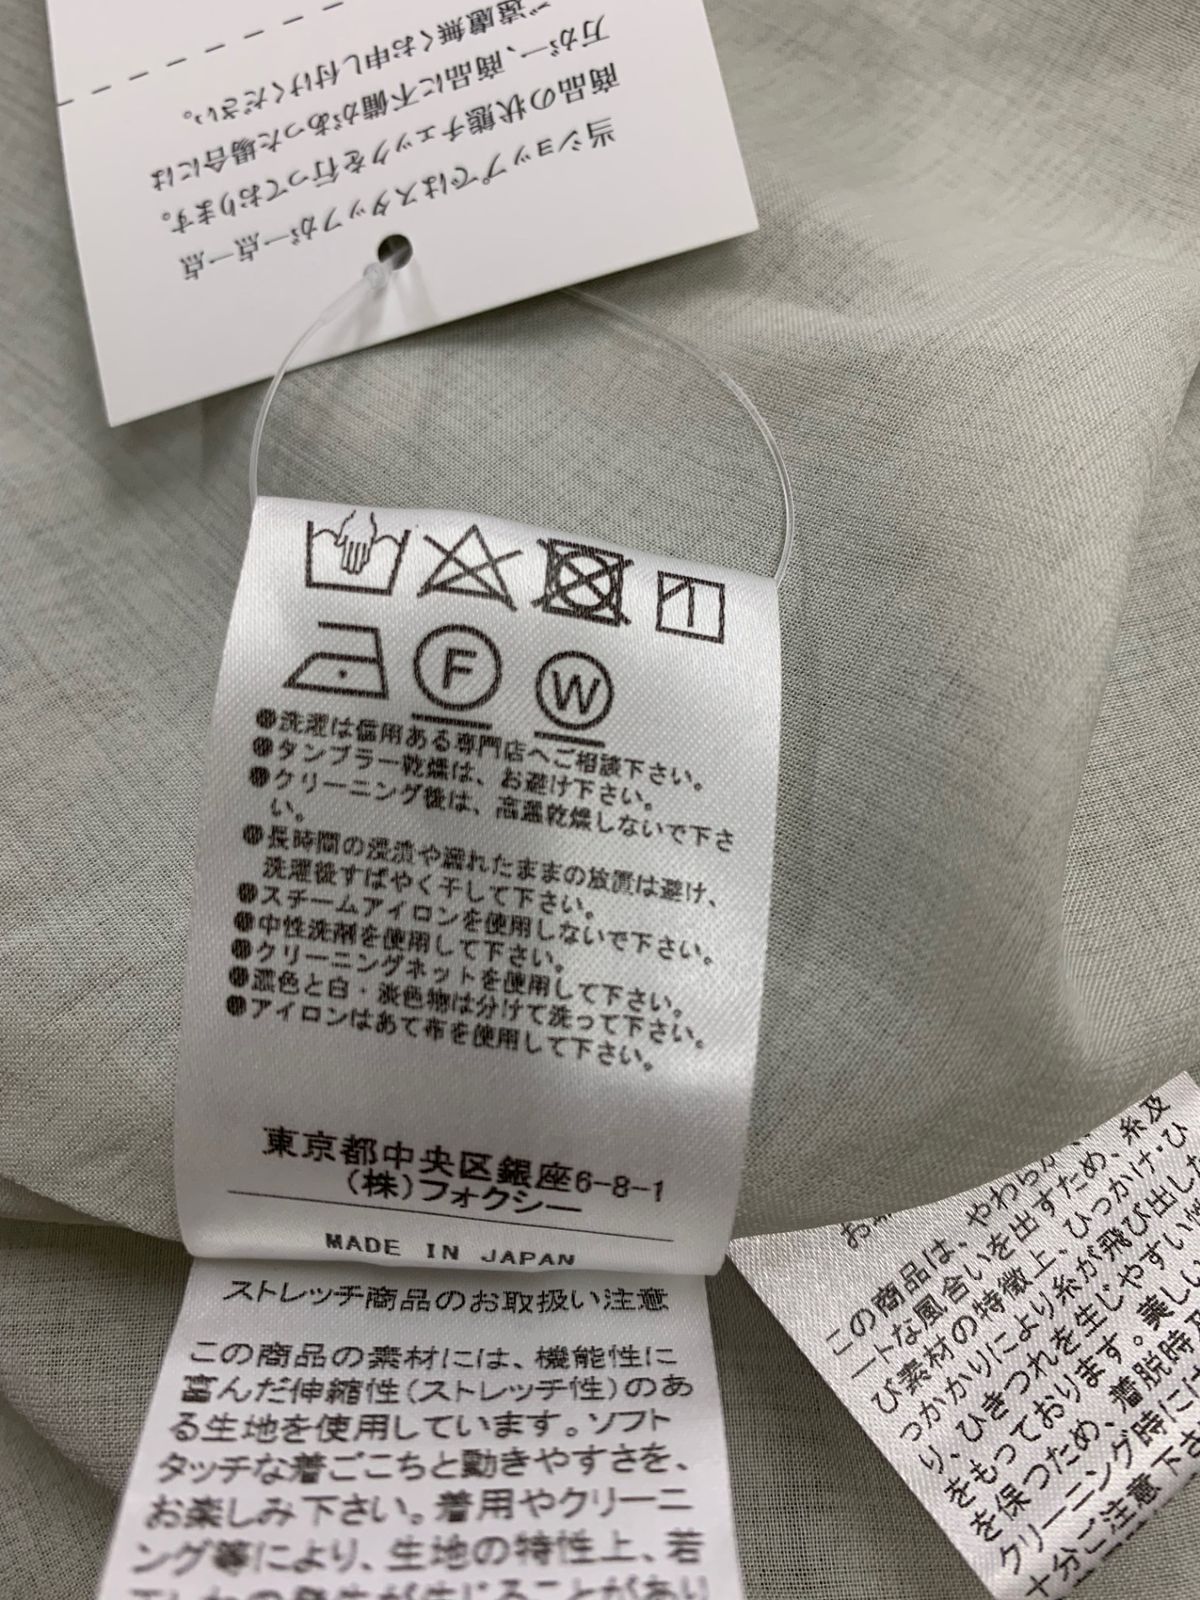 当ショップではスタッフが一点一点
商品の状態チェックを行っております。
万が一、商品に不備があった場合には
ご遠慮無くお申し付けください。
F
W
●洗濯は信用ある専門店へご相談下さい。
●タンブラー乾燥は、お避け下さい。
●クリーニング後は、高温乾燥しないで下さ
い。
●長時間の浸漬や濡れたままの放置は避け、
洗濯後すばやく干して下さい。
●スチームアイロンを使用しないで下さい。
●中性洗剤を使用して下さい。
●クリーニングネットを使用して下さい。
●濃色と白・淡色物は分けて洗って下さい。
●アイロンはあて布を使用して下さい。
東京都中央区銀座6-8-1
(株)フォクシー
MADE IN JAPAN
ストレッチ商品のお取扱い注意
この商品の素材には、機能性に
富んだ伸縮性(ストレッチ性)のあ
る生地を使用しています。ソフト
タッチな着ごこちと動きやすさを、
お楽しみ下さい。着用やクリーニ
ング等により、生地の特性上、若
この商品は、やわらか
ートな風合いを出すため、糸及
び素材の特徴上、ひっかけ・ひ
っかかりにより糸が飛び出した
り、ひきつれを生じやすい
をもっております。美しい
を保つため、着脱時
クリーニング時に
十分ご注意下さ